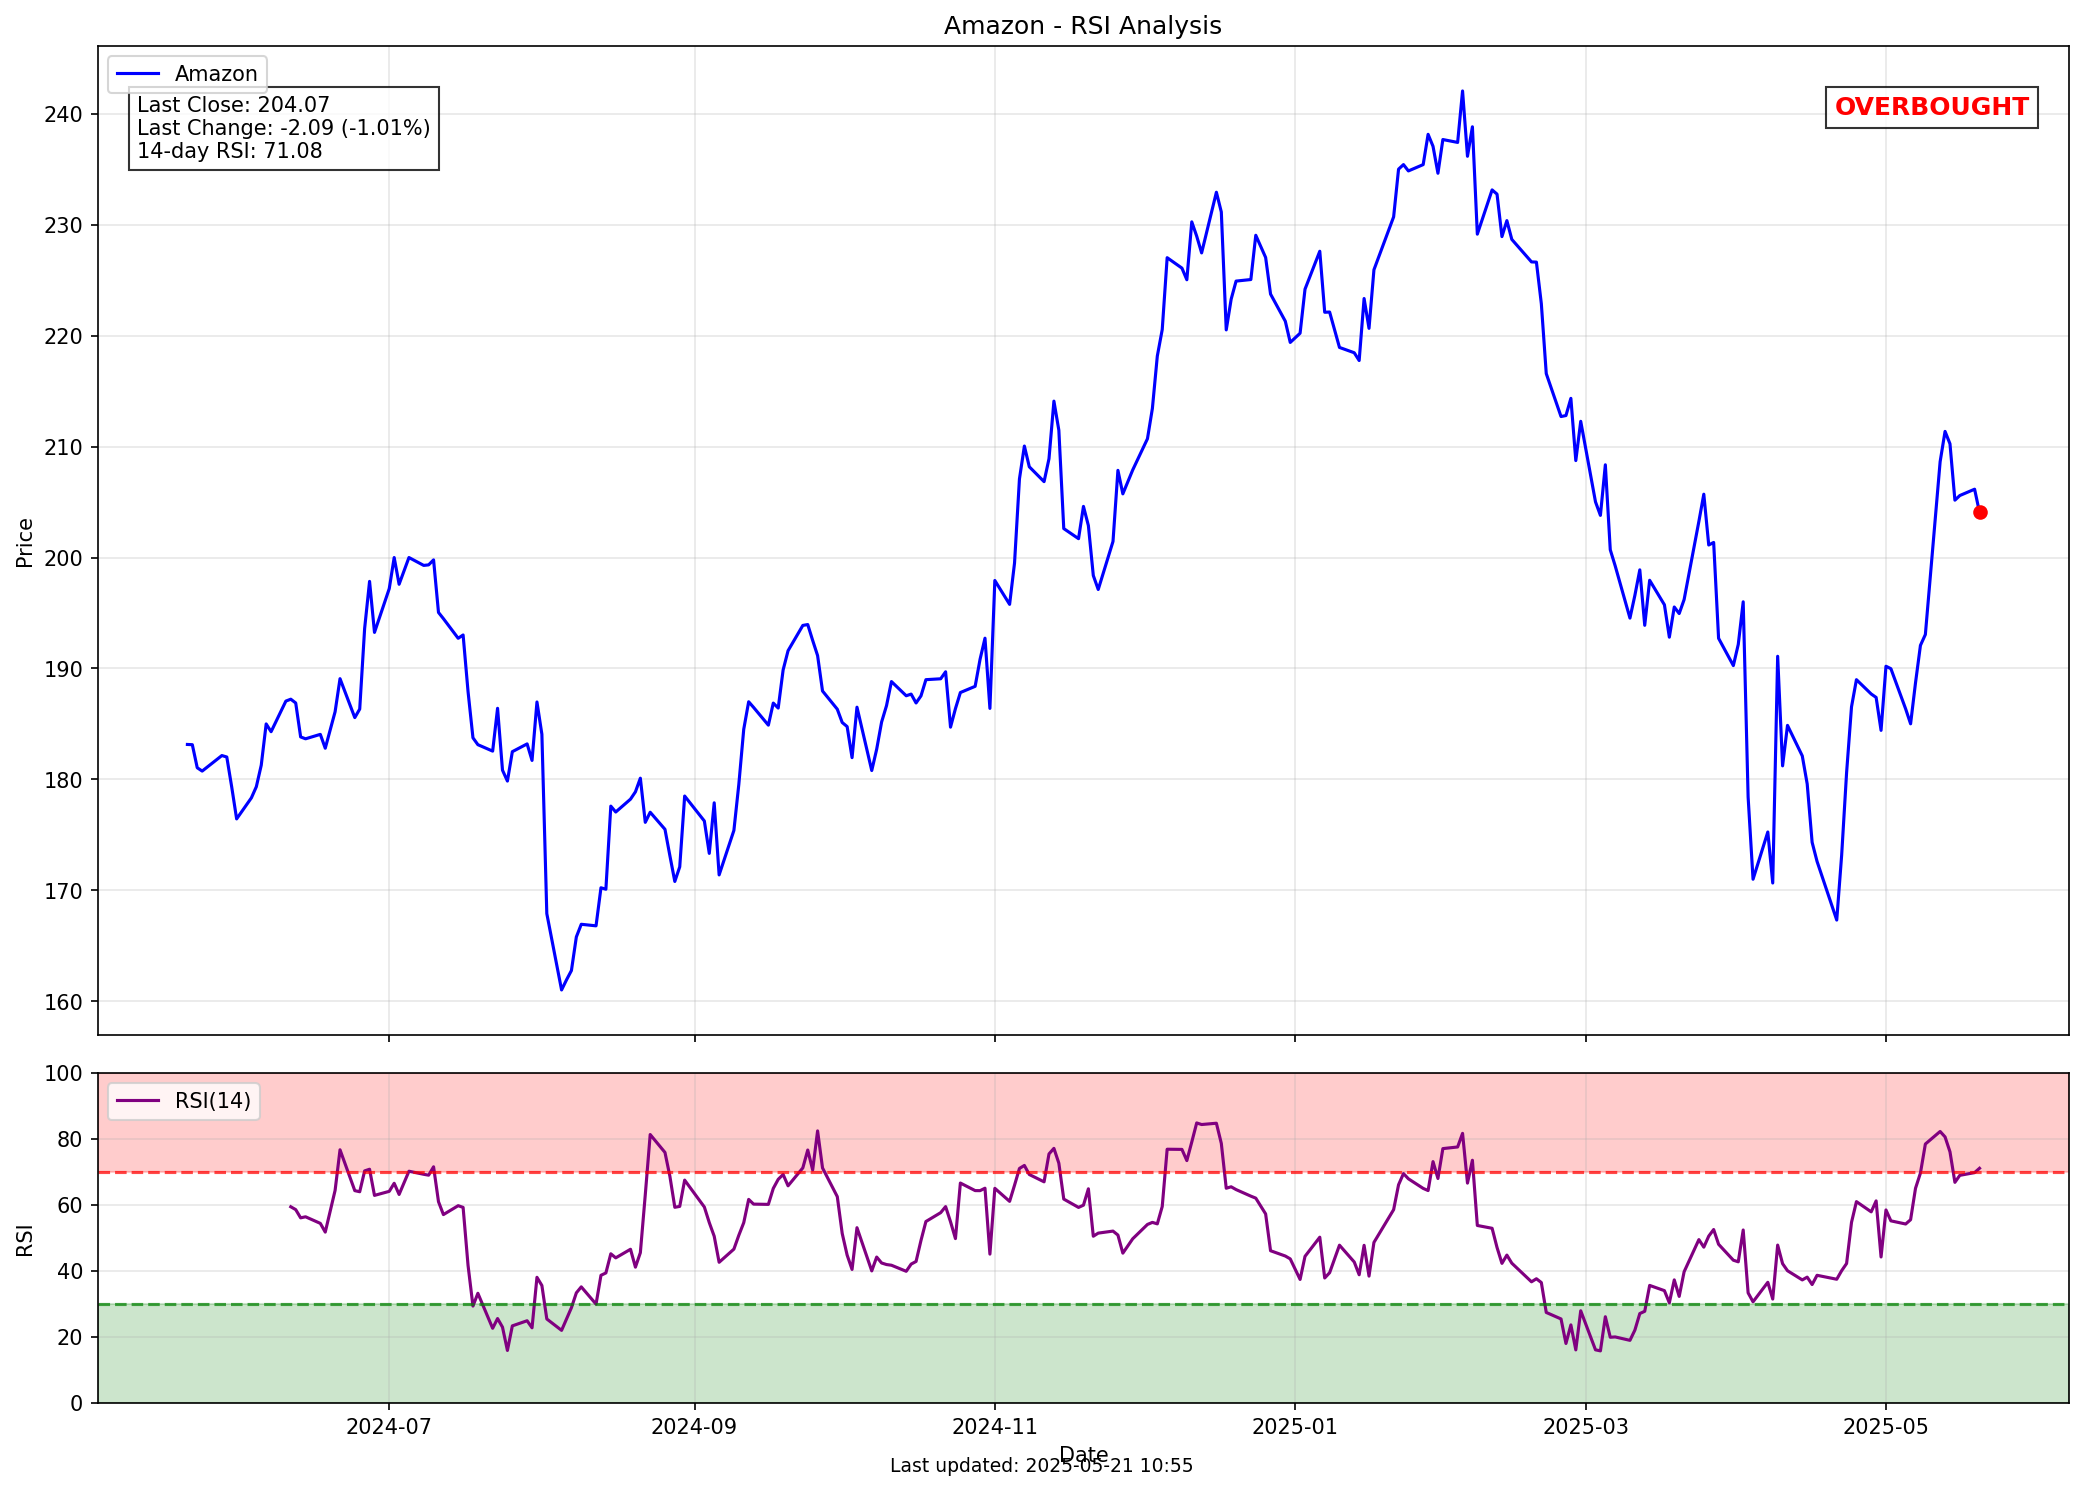 Amazon - RSI Analysis
Amazon
Last Close: 204.07
Last Change: -2.09 (-1.01%)
14-day RSI: 71.08
OVERBOUGHT
240
230
220
210
200
190
180
170
160
Price
RSI(14)
100
80
60
40
20
0
RSI
2024-07
2024-09
2024-11
2025-01
2025-03
2025-05
Date
Last updated: 2025-05-21 10:55